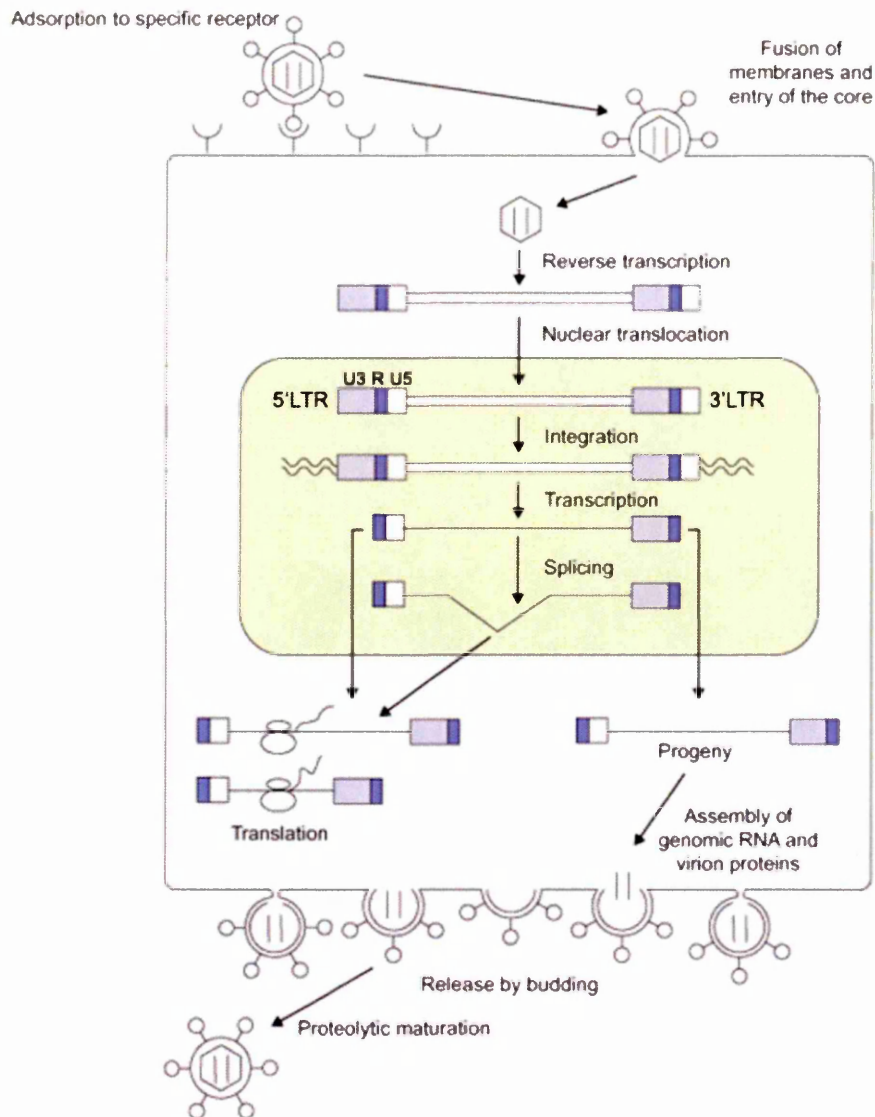 Adsorption to specific receptor
Fusion of
membranes and
entry of the core
Reverse transcription
Nuclear translocation
U3 R U5
5'LTR
3'LTR
Integration
Transcription
Splicing
Progeny
Translation
Assembly of
genomic RNA and
virion proteins
Release by budding
Proteolytic maturation